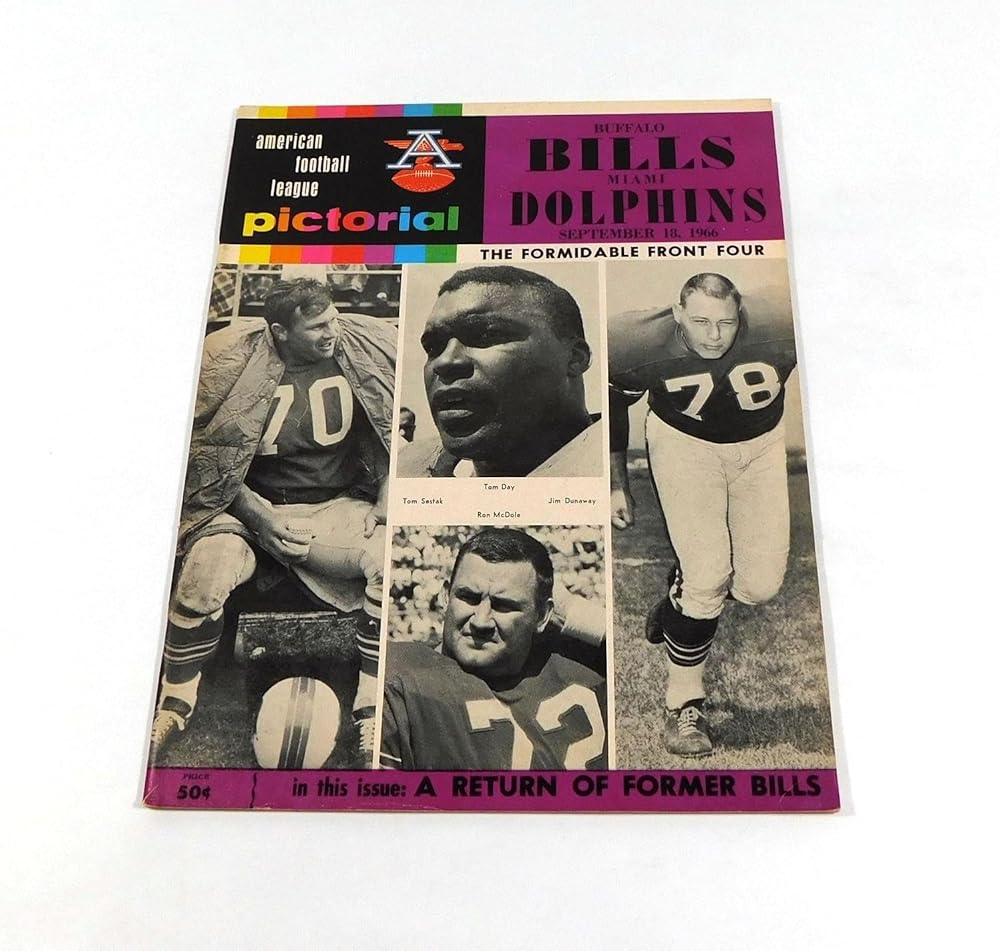 american
football
league
pictorial
A
BUFFALO
BILLS
MIAMI
DOLPHINS
SEPTEMBER 18, 1966
THE FORMIDABLE FRONT FOUR
70
78
Tom Day
Tom Sestak
Jim Dunaway
Ron McDole
72
PRICE
50¢
in this issue: A RETURN OF FORMER BILLS